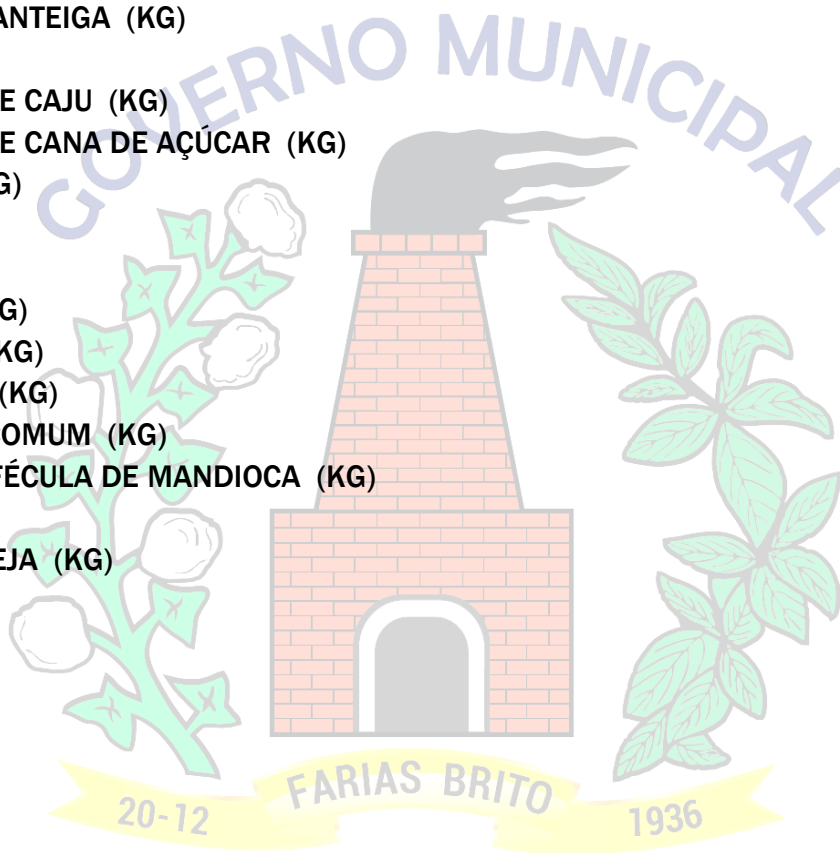 ANTEIGA (KG)
GOVERNO MUNICIPAL
E CAJU (KG)
E CANA DE AÇÚCAR (KG)
G)
G)
KG)
(KG)
OMUM (KG)
FÉCULA DE MANDIOCA (KG)
EJA (KG)
FARIAS BRITO
20-12
1936